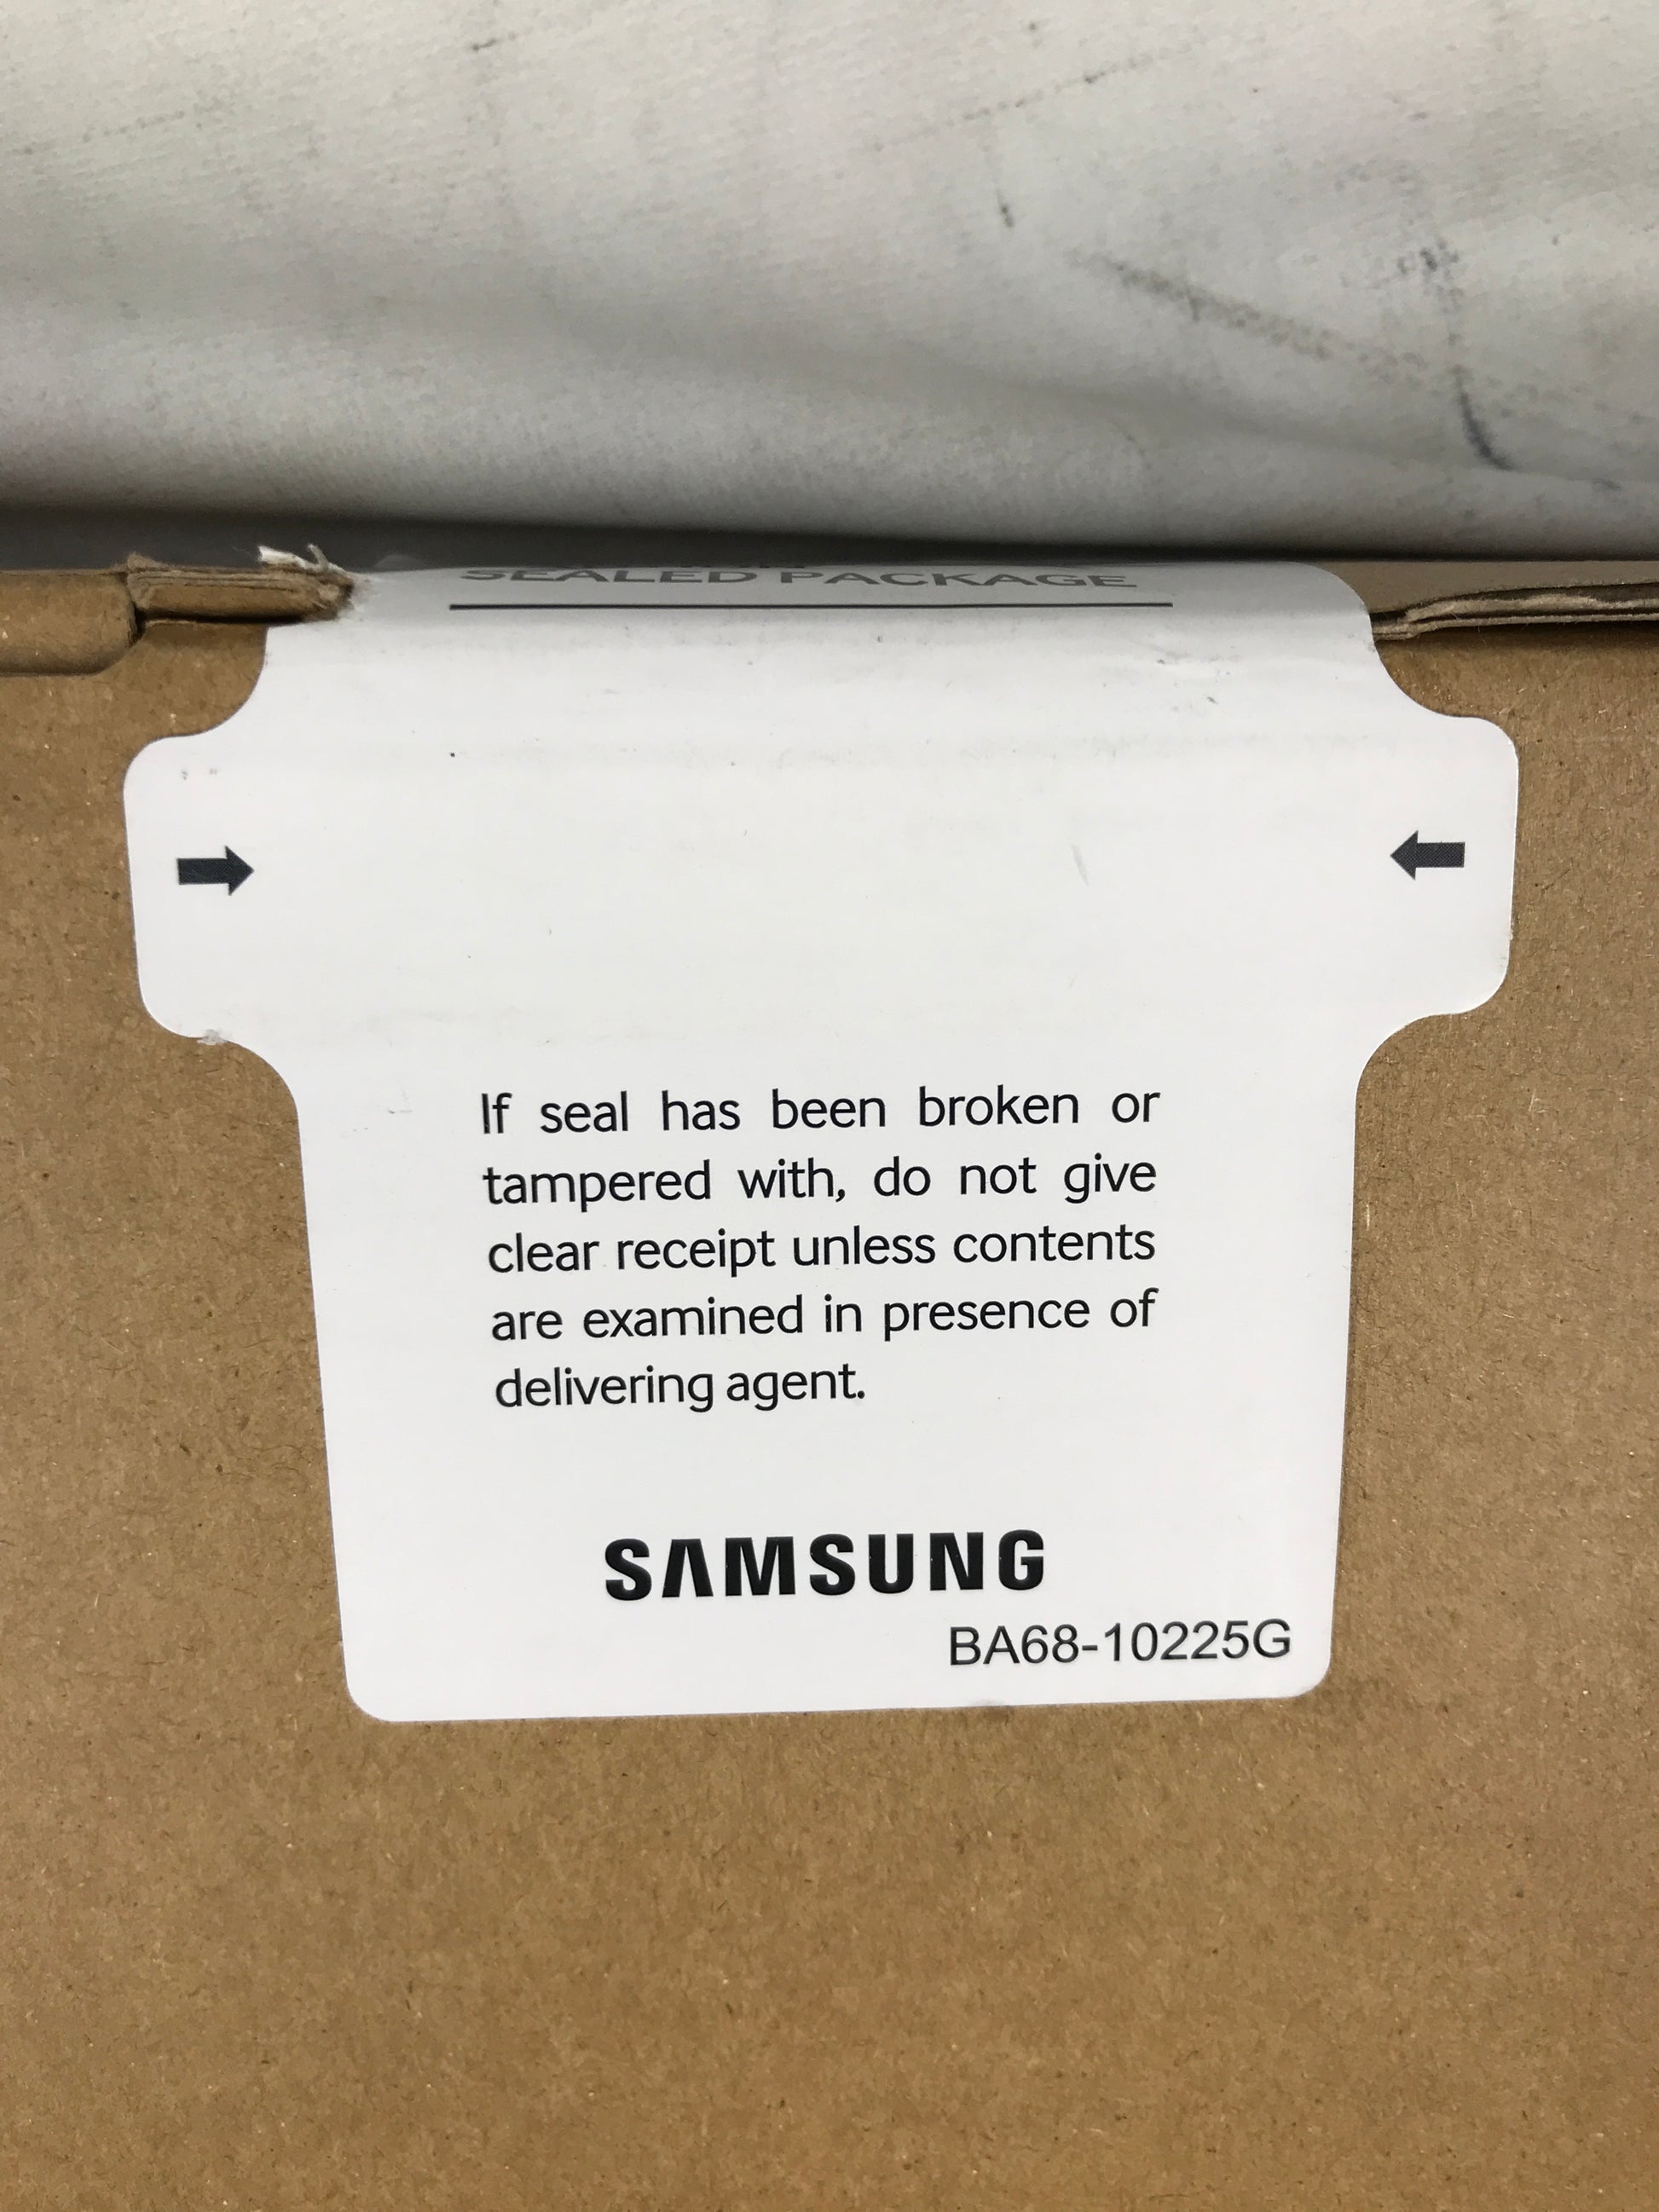 SEALED PACKAGE
If seal has been broken or
tampered with, do not give
clear receipt unless contents
are examined in presence of
delivering agent.
SAMSUNG
BA68-10225G